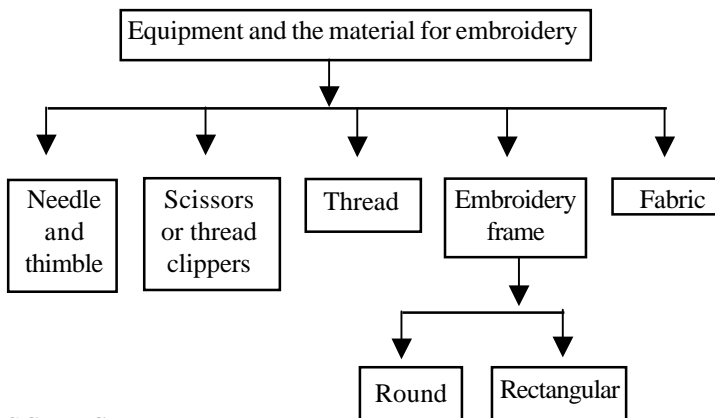 Equipment and the material for embroidery
Needle
and
thimble
Scissors
or thread
clippers
Thread
Embroidery
frame
Fabric
Round
Rectangular